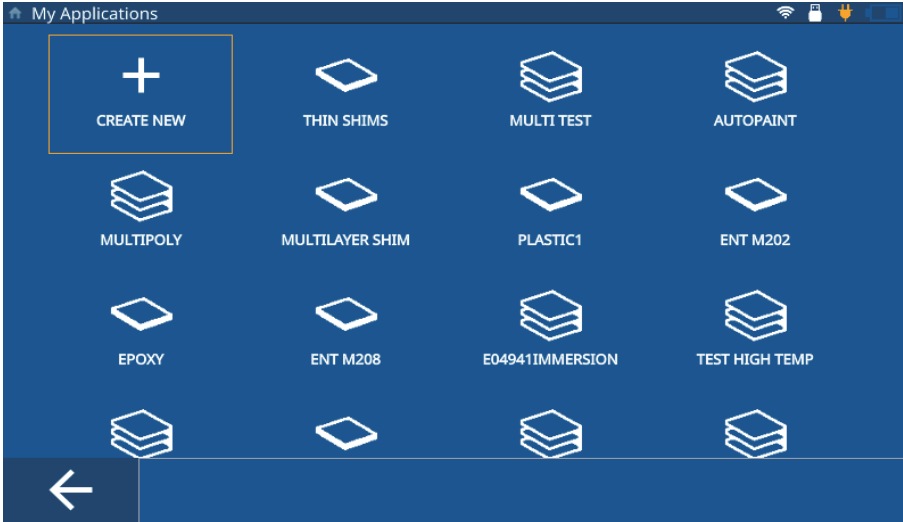 My Applications
CREATE NEW
THIN SHIMS
MULTI TEST
AUTOPAINT
MULTIPOLY
MULTILAYER SHIM
PLASTIC1
ENT M202
EPOXY
ENT M208
E04941IMMERSION
TEST HIGH TEMP